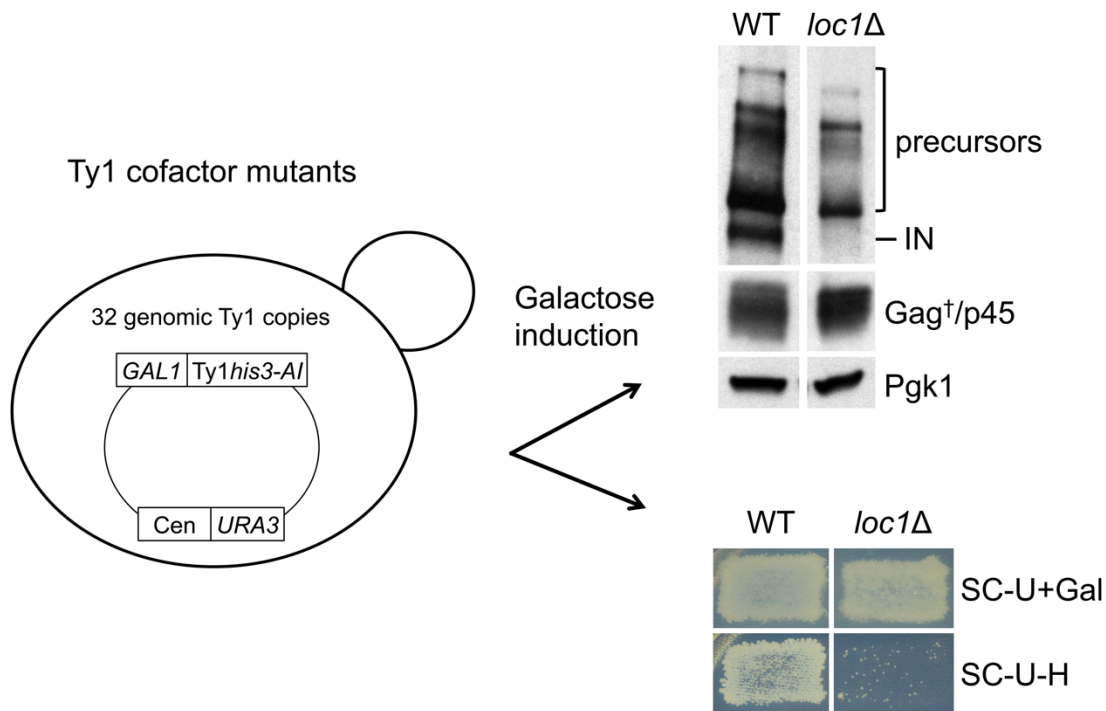 Ty1 cofactor mutants
32 genomic Ty1 copies
GAL1 Ty1his3-AI
Cen URA3
Galactose
induction
WT loc1Δ
precursors
IN
Gag†/p45
Pgk1
WT loc1Δ
SC-U+Gal
SC-U-H